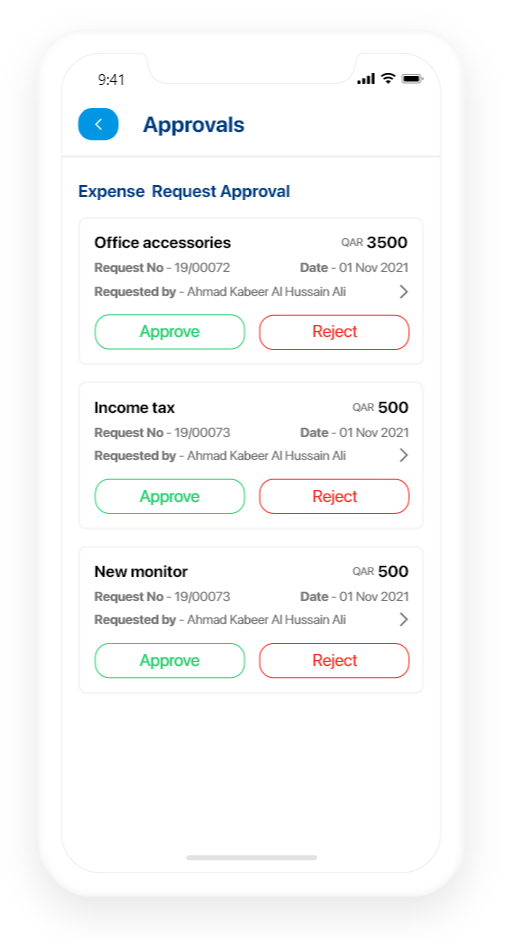 9:41
Approvals
Expense Request Approval
Office accessories QAR 3500
Request No - 19/00072 Date - 01 Nov 2021
Requested by - Ahmad Kabeer Al Hussain Ali
Approve Reject
Income tax QAR 500
Request No - 19/00073 Date - 01 Nov 2021
Requested by - Ahmad Kabeer Al Hussain Ali
Approve Reject
New monitor QAR 500
Request No - 19/00073 Date - 01 Nov 2021
Requested by - Ahmad Kabeer Al Hussain Ali
Approve Reject